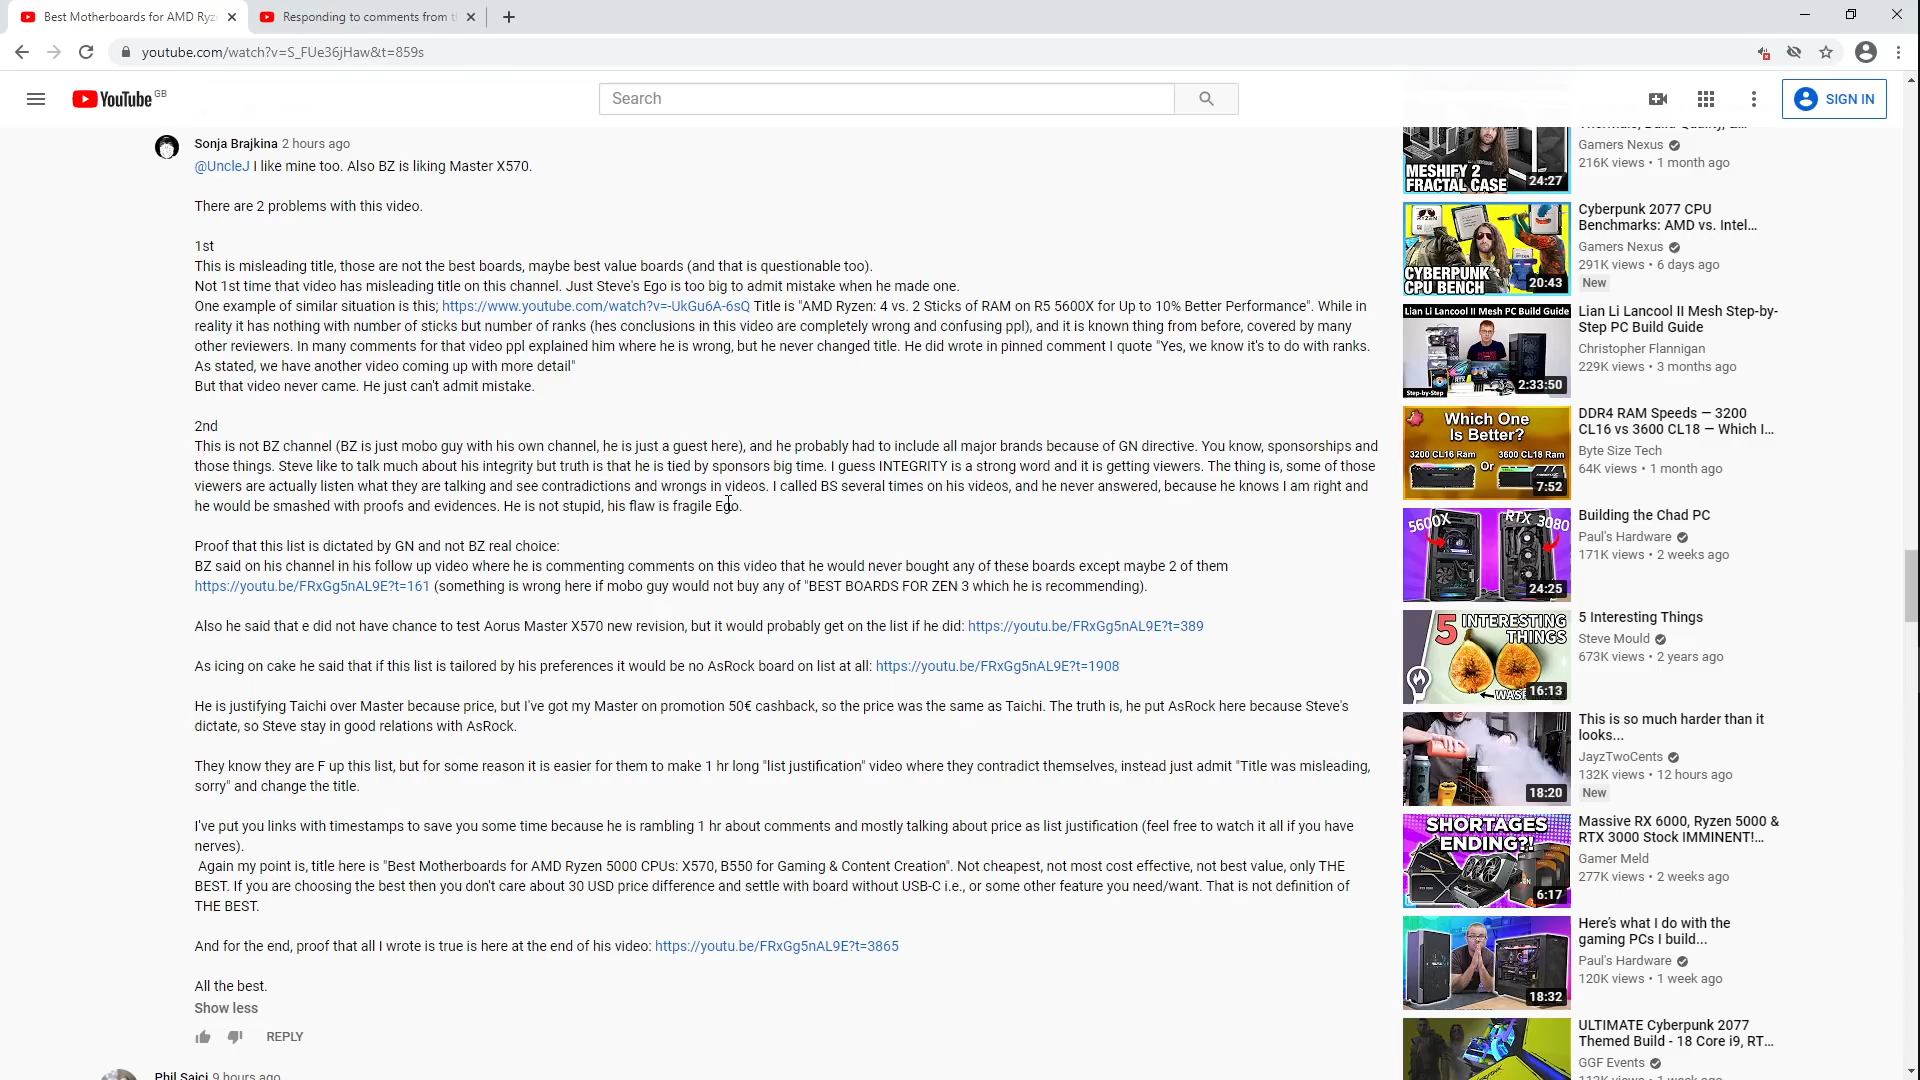 Best Motherboards for AMD Ryz
Responding to comments from t
youtube.com/watch?v=S_FUe36jHaw&t=859s
YouTube GB
Search
SIGN IN
Sonja Brajkina 2 hours ago
@UncleJ I like mine too. Also BZ is liking Master X570.
There are 2 problems with this video.
1st
This is misleading title, those are not the best boards, maybe best value boards (and that is questionable too).
Not 1st time that video has misleading title on this channel. Just Steve's Ego is too big to admit mistake when he made one.
One example of similar situation is this; https://www.youtube.com/watch?v=-UkGu6A-6sQ Title is "AMD Ryzen: 4 vs. 2 Sticks of RAM on R5 5600X for Up to 10% Better Performance". While in
reality it has nothing with number of sticks but number of ranks (hes conclusions in this video are completely wrong and confusing ppl), and it is known thing from before, covered by many
other reviewers. In many comments for that video ppl explained him where he is wrong, but he never changed title. He did wrote in pinned comment I quote "Yes, we know it's to do with ranks.
As stated, we have another video coming up with more detail"
But that video never came. He just can't admit mistake.
2nd
This is not BZ channel (BZ is just mobo guy with his own channel, he is just a guest here), and he probably had to include all major brands because of GN directive. You know, sponsorships and
those things. Steve like to talk much about his integrity but truth is that he is tied by sponsors big time. I guess INTEGRITY is a strong word and it is getting viewers. The thing is, some of those
viewers are actually listen what they are talking and see contradictions and wrongs in videos. I called BS several times on his videos, and he never answered, because he knows I am right and
he would be smashed with proofs and evidences. He is not stupid, his flaw is fragile Ego.
Proof that this list is dictated by GN and not BZ real choice:
BZ said on his channel in his follow up video where he is commenting comments on this video that he would never bought any of these boards except maybe 2 of them
https://youtu.be/FRxGg5nAL9E?t=161 (something is wrong here if mobo guy would not buy any of "BEST BOARDS FOR ZEN 3 which he is recommending).
Also he said that e did not have chance to test Aorus Master X570 new revision, but it would probably get on the list if he did: https://youtu.be/FRxGg5nAL9E?t=389
As icing on cake he said that if this list is tailored by his preferences it would be no AsRock board on list at all: https://youtu.be/FRxGg5nAL9E?t=1908
He is justifying Taichi over Master because price, but I've got my Master on promotion 50€ cashback, so the price was the same as Taichi. The truth is, he put AsRock here because Steve's
dictate, so Steve stay in good relations with AsRock.
They know they are F up this list, but for some reason it is easier for them to make 1 hr long "list justification" video where they contradict themselves, instead just admit "Title was misleading,
sorry" and change the title.
I've put you links with timestamps to save you some time because he is rambling 1 hr about comments and mostly talking about price as list justification (feel free to watch it all if you have
nerves).
Again my point is, title here is "Best Motherboards for AMD Ryzen 5000 CPUs: X570, B550 for Gaming & Content Creation". Not cheapest, not most cost effective, not best value, only THE
BEST. If you are choosing the best then you don't care about 30 USD price difference and settle with board without USB-C i.e., or some other feature you need/want. That is not definition of
THE BEST.
And for the end, proof that all I wrote is true is here at the end of his video: https://youtu.be/FRxGg5nAL9E?t=3865
All the best.
Show less
REPLY
Phil Saici 9 hours ago
MESHIFY 2
FRACTAL CASE
24:27
Gamers Nexus
216K views • 1 month ago
CYBERPUNK
CPU BENCH
20:43
Cyberpunk 2077 CPU
Benchmarks: AMD vs. Intel...
Gamers Nexus
291K views • 6 days ago
New
Lian Li Lancool II Mesh PC Build Guide
Step-by-Step
2:33:50
Lian Li Lancool II Mesh Step-by-
Step PC Build Guide
Christopher Flannigan
229K views • 3 months ago
Which One
Is Better?
3200 CL16 Ram
Or
3600 CL18 Ram
7:52
DDR4 RAM Speeds — 3200
CL16 vs 3600 CL18 — Which I...
Byte Size Tech
64K views • 1 month ago
5600X
RTX 3080
24:25
Building the Chad PC
Paul's Hardware
171K views • 2 weeks ago
5 INTERESTING
THINGS
16:13
5 Interesting Things
Steve Mould
673K views • 2 years ago
18:20
This is so much harder than it
looks...
JayzTwoCents
132K views • 12 hours ago
New
SHORTAGES
ENDING?!
6:17
Massive RX 6000, Ryzen 5000 &
RTX 3000 Stock IMMINENT!...
Gamer Meld
277K views • 2 weeks ago
18:32
Here's what I do with the
gaming PCs I build...
Paul's Hardware
120K views • 1 week ago
ULTIMATE Cyberpunk 2077
Themed Build - 18 Core i9, RT...
GGF Events